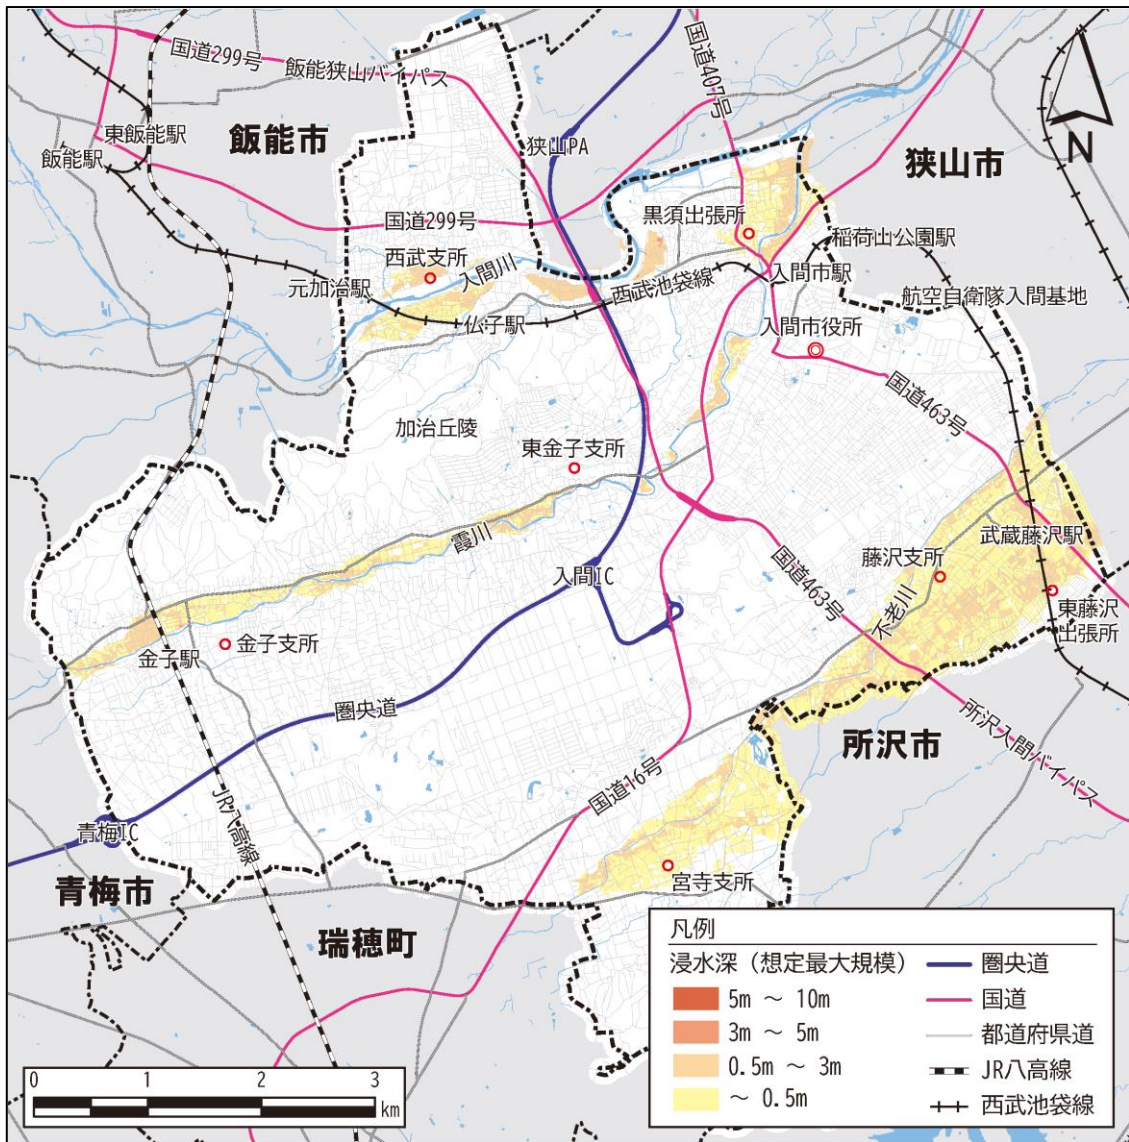 国道299号
飯能狭山バイパス
国道407号
東飯能駅
飯能駅
飯能市
狭山PA
狭山市
N
国道299号
黒須出張所
稲荷山公園駅
西武支所
入間川
元加治駅
西武池袋線
入間市駅
航空自衛隊入間基地
仏子駅
入間市役所
国道463号
加治丘陵
東金子支所
霞川
入間IC
国道463号
藤沢支所
武蔵藤沢駅
不老川
東藤沢
出張所
金子駅
金子支所
圏央道
所沢市
所沢入間バイパス
国道16号
JR八高線
青梅IC
青梅市
宮寺支所
瑞穂町
凡例
浸水深（想定最大規模）
5m ～ 10m
3m ～ 5m
0.5m ～ 3m
～ 0.5m
圏央道
国道
都道府県道
JR八高線
西武池袋線
0 1 2 3
km